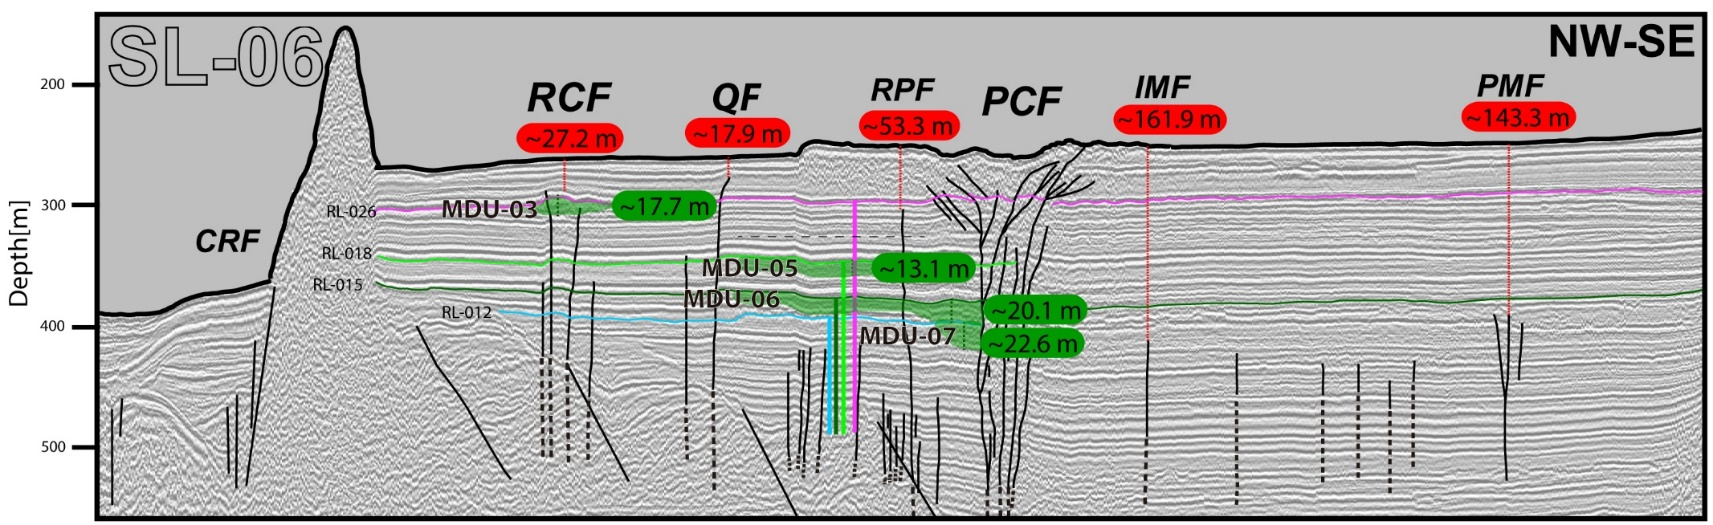 SL-06
NW-SE
RCF
QF
RPF
PCF
IMF
PMF
~27.2 m
~17.9 m
~53.3 m
~161.9 m
~143.3 m
Depth[m]
200
300
400
500
CRF
RL-026
MDU-03
~17.7 m
RL-018
MDU-05
~13.1 m
RL-015
MDU-06
~20.1 m
RL-012
MDU-07
~22.6 m